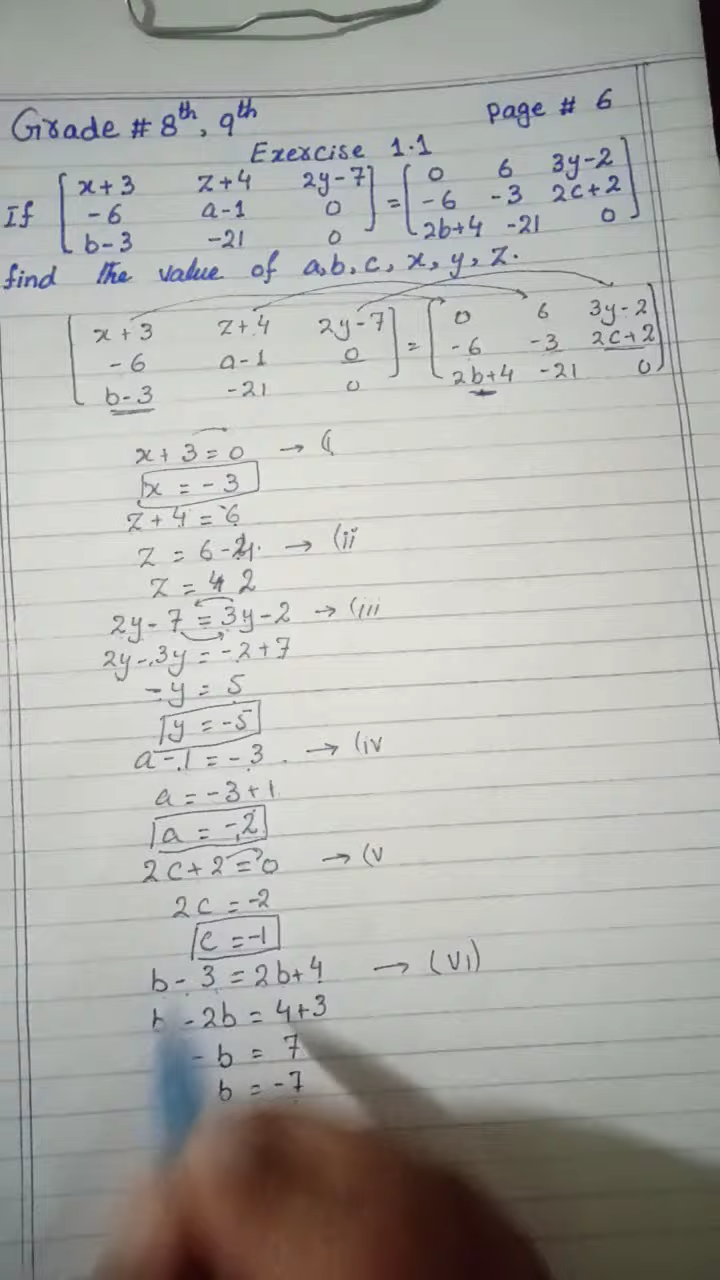 Grade # 8th, 9th page # 6
Exercise 1.1
If [x+3 z+4 2y-7] = [0 6 3y-2]
-6 a-1 0 -6 -3 2c+2
b-3 -21 0 2b+4 -21 0
find the value of a,b,c,x,y,z.
[x+3 z+4 2y-7] = [0 6 3y-2]
-6 a-1 0 -6 -3 2c+2
b-3 -21 0 2b+4 -21 0
x+3=0 → (i
x = -3
z+4=6
z = 6-4 → (ii
z = 2
2y-7 = 3y-2 → (iii
2y-3y = -2+7
-y = 5
y = -5
a-1 = -3 → (iv
a = -3+1
a = -2
2c+2=0 → (v
2c = -2
c = -1
b-3 = 2b+4 → (vi)
b-2b = 4+3
-b = 7
b = -7